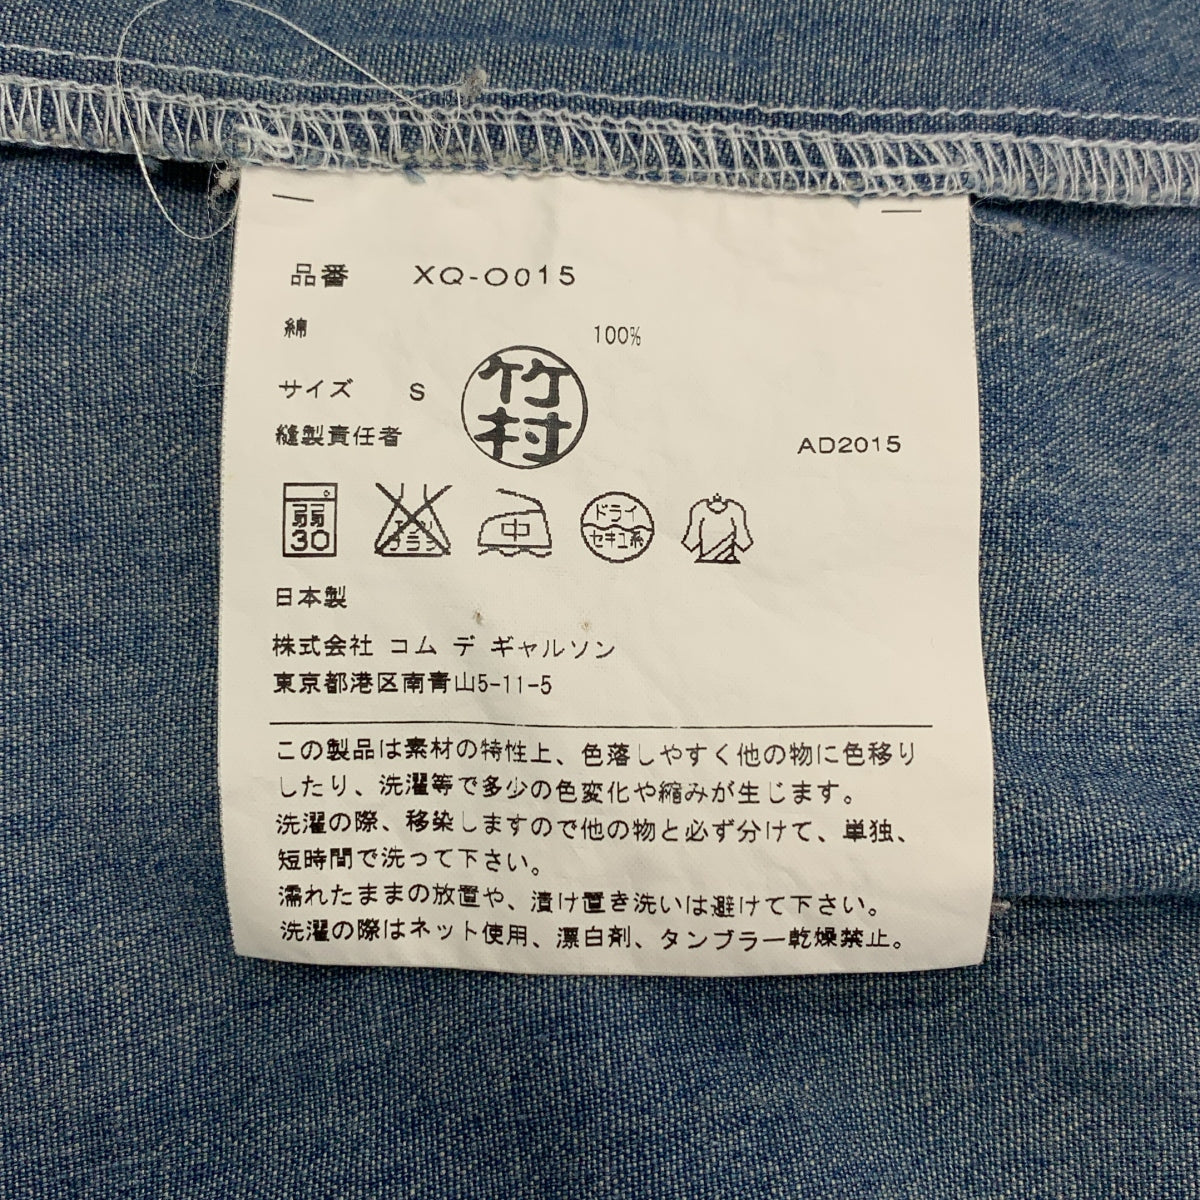 品番 XQ-O015
綿 100%
サイズ S
竹村
縫製責任者
AD2015
弱 30
エンソ
ブラシ
中
ドライ
セキユ系
日本製
株式会社 コム デ ギャルソン
東京都港区南青山5-11-5
この製品は素材の特性上、色落しやすく他の物に色移り
したり、洗濯等で多少の色変化や縮みが生じます。
洗濯の際、移染しますので他の物と必ず分けて、単独、
短時間で洗って下さい。
濡れたままの放置や、漬け置き洗いは避けて下さい。
洗濯の際はネット使用、漂白剤、タンブラー乾燥禁止。